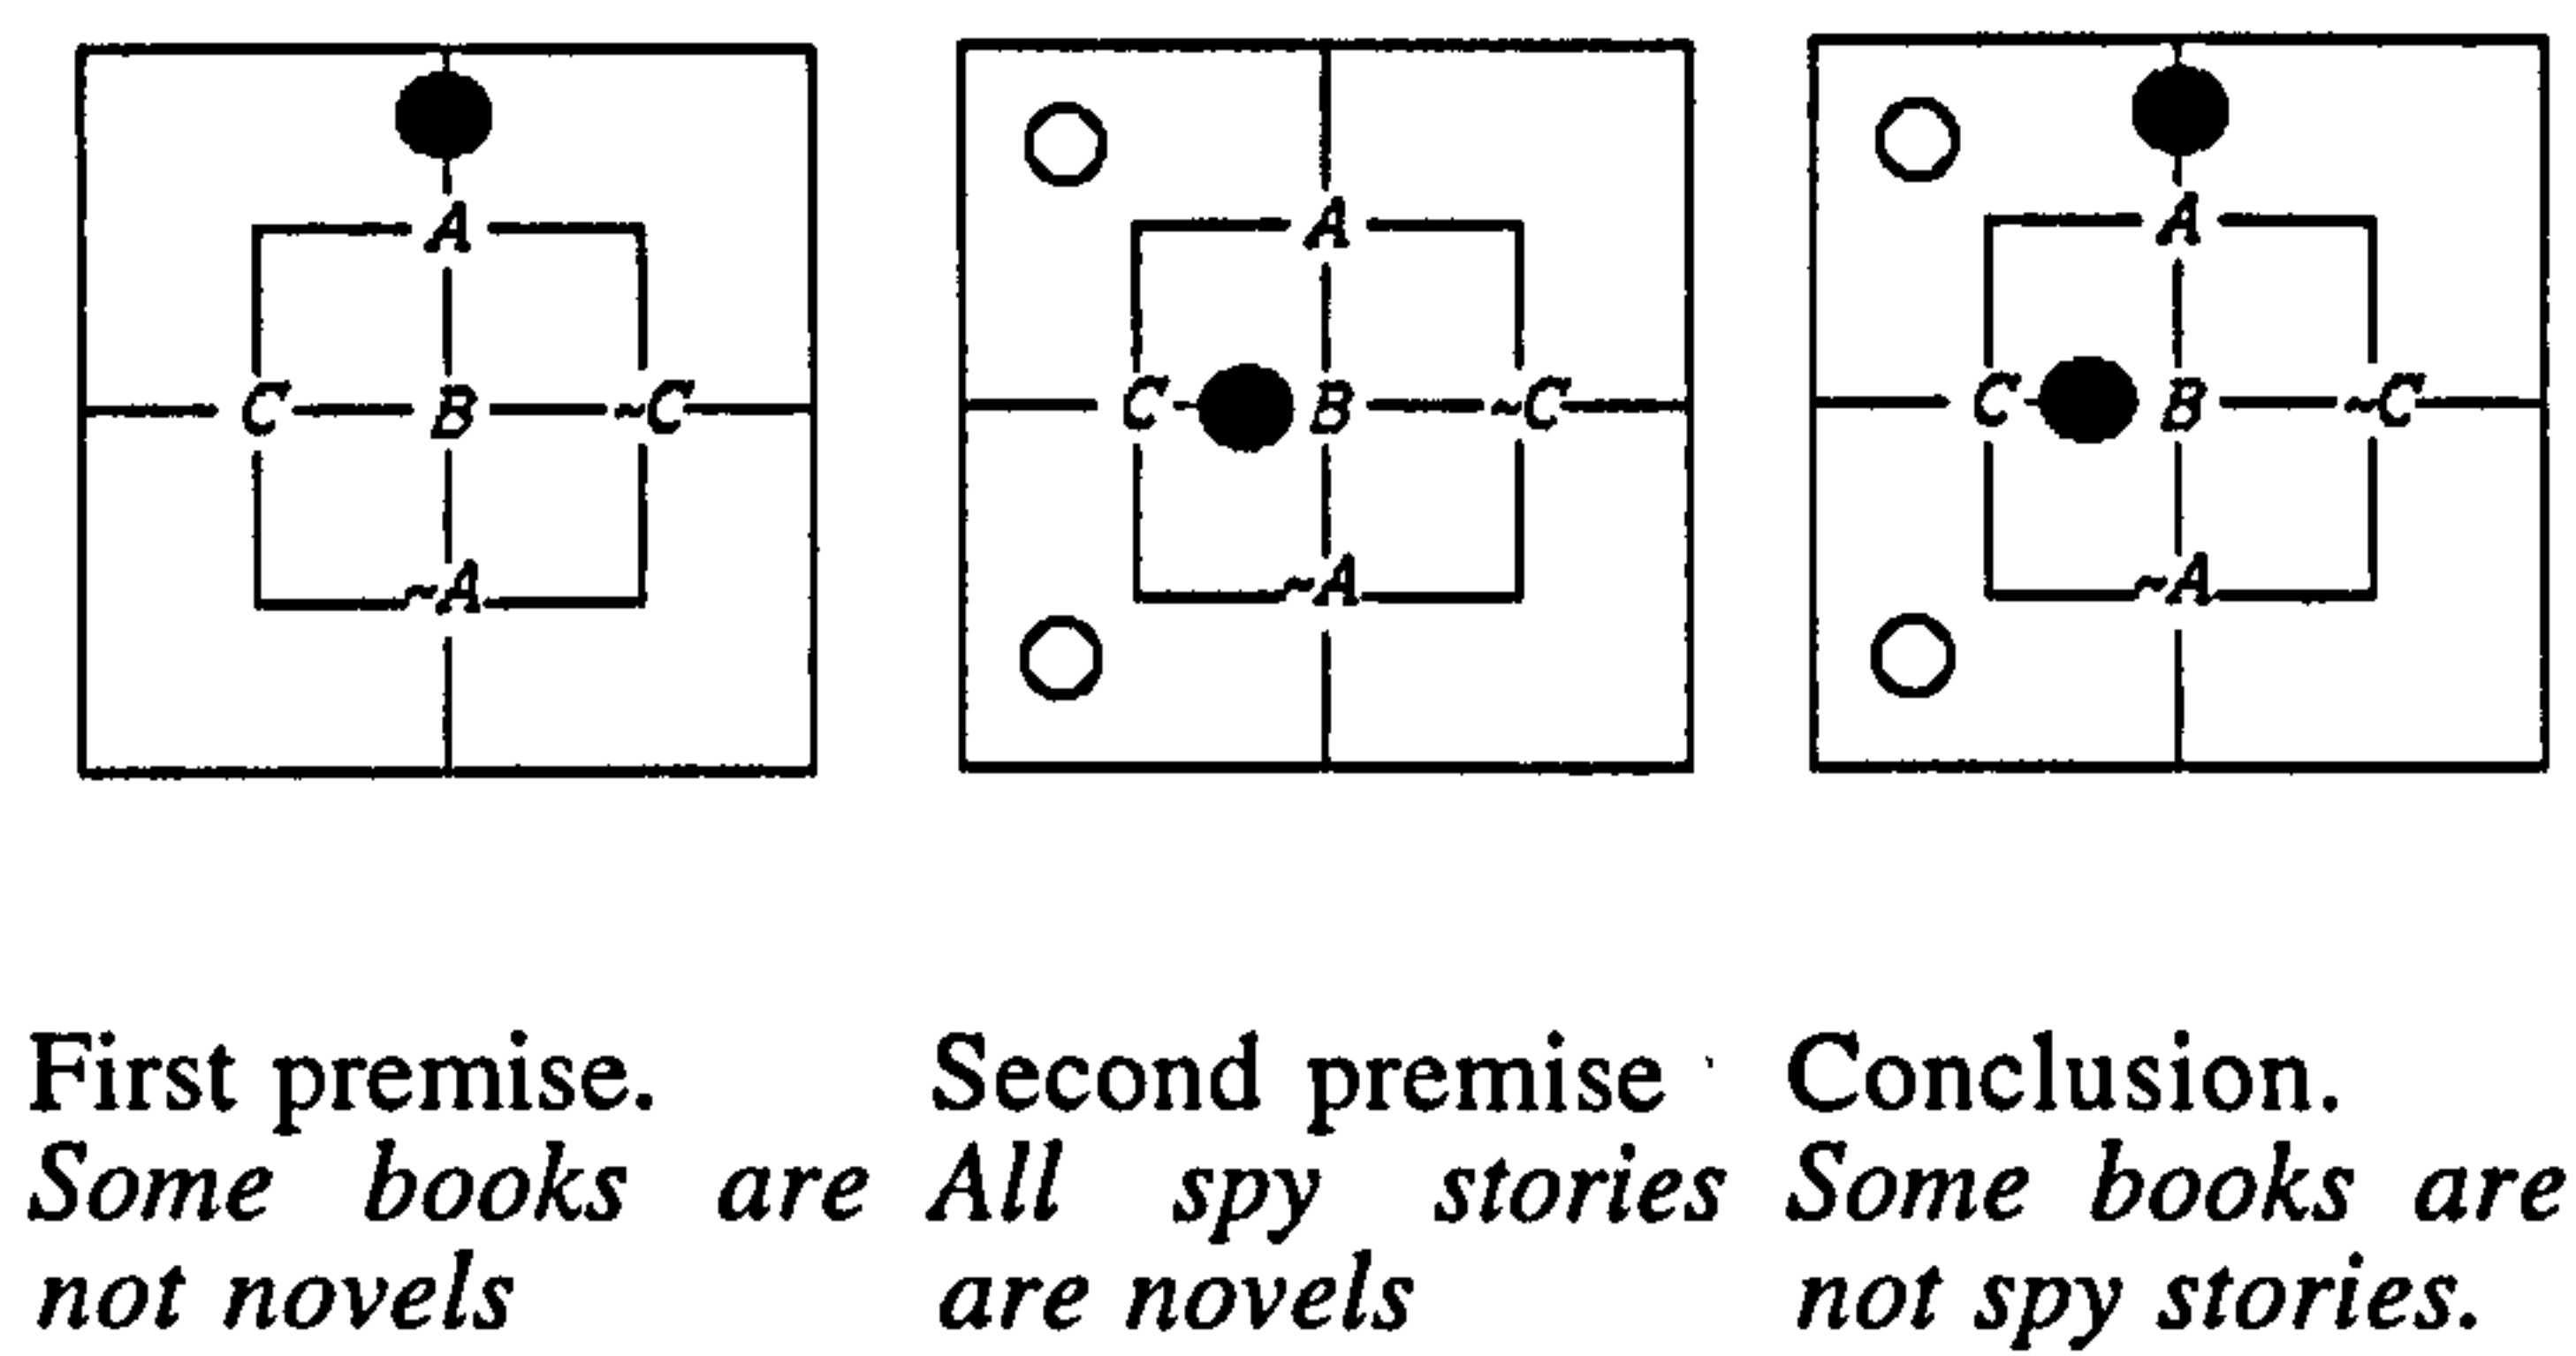 A
C B ~C
~A
A
C B ~C
~A
A
C B ~C
~A
First premise.
Some books are
not novels
Second premise
All spy stories
are novels
Conclusion.
Some books are
not spy stories.